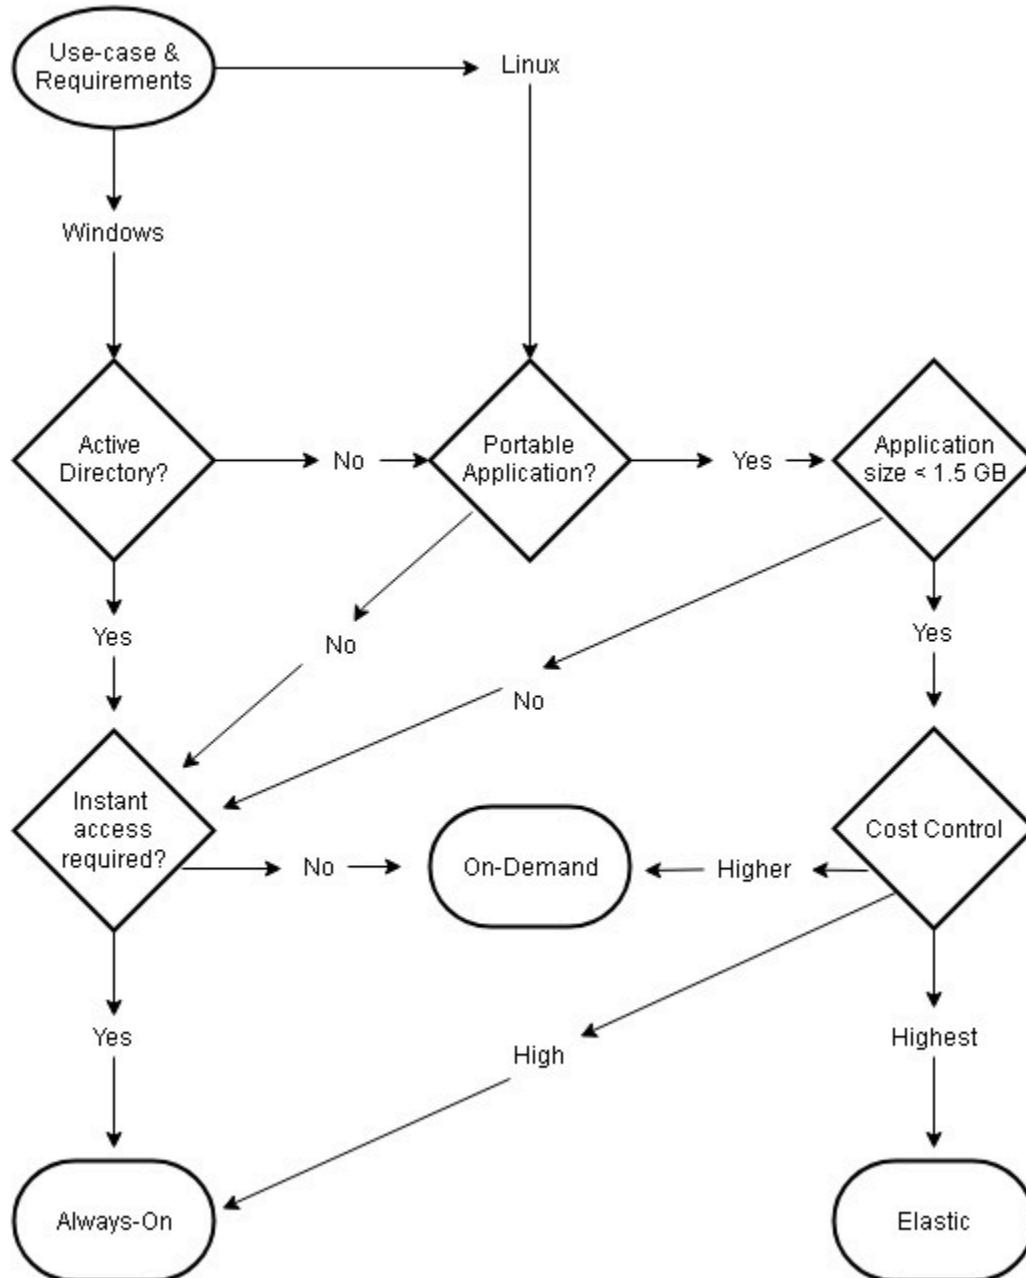 Use-case &
Requirements
Linux
Windows
Active
Directory?
No
Portable
Application?
Yes
Application
size < 1.5 GB
Yes
No
No
Yes
Instant
access
required?
No
On-Demand
Higher
Cost Control
Yes
High
Highest
Always-On
Elastic